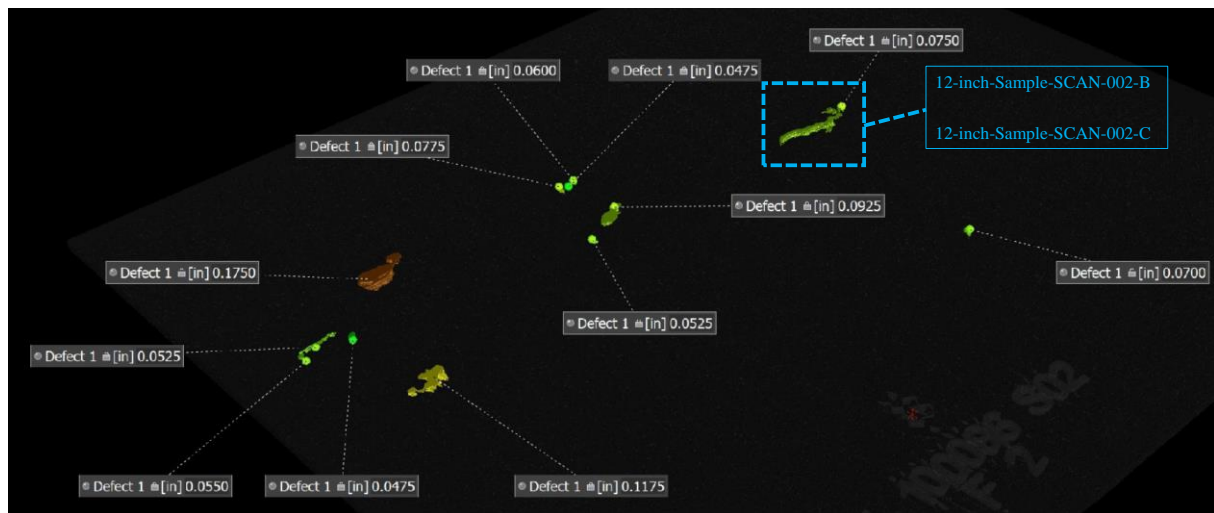 Defect 1 [in] 0.0750
Defect 1 [in] 0.0600
Defect 1 [in] 0.0475
12-inch-Sample-SCAN-002-B
12-inch-Sample-SCAN-002-C
Defect 1 [in] 0.0775
Defect 1 [in] 0.0925
Defect 1 [in] 0.1750
Defect 1 [in] 0.0700
Defect 1 [in] 0.0525
Defect 1 [in] 0.0525
Defect 1 [in] 0.0550
Defect 1 [in] 0.0475
Defect 1 [in] 0.1175